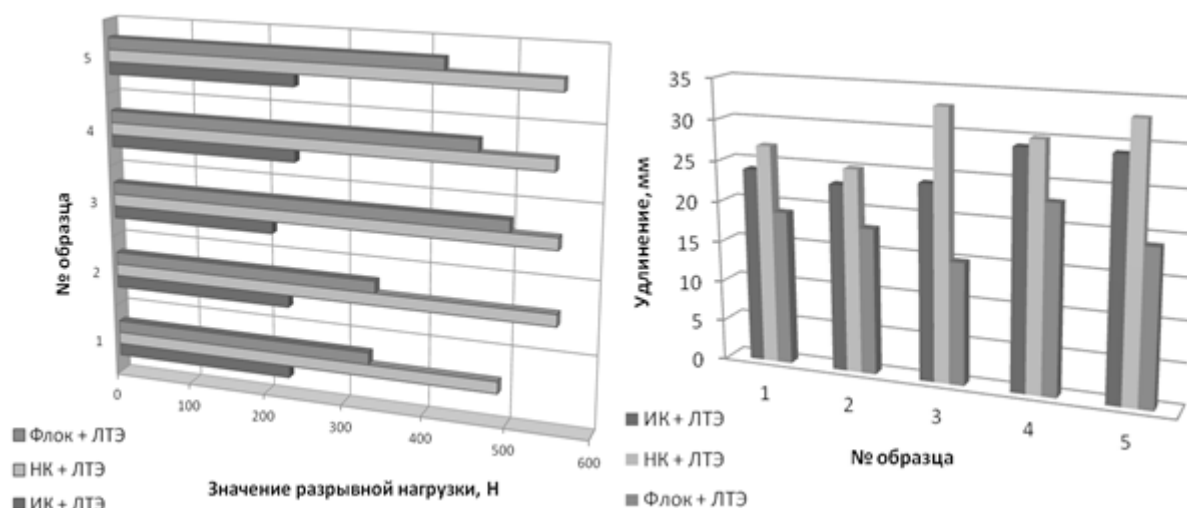 № образца
5
4
3
2
1
0
100
200
300
400
500
600
Значение разрывной нагрузки, Н
Флок + ЛТЭ
НК + ЛТЭ
ИК + ЛТЭ
Удлинение, мм
35
30
25
20
15
10
5
0
1
2
3
4
5
№ образца
ИК + ЛТЭ
НК + ЛТЭ
Флок + ЛТЭ